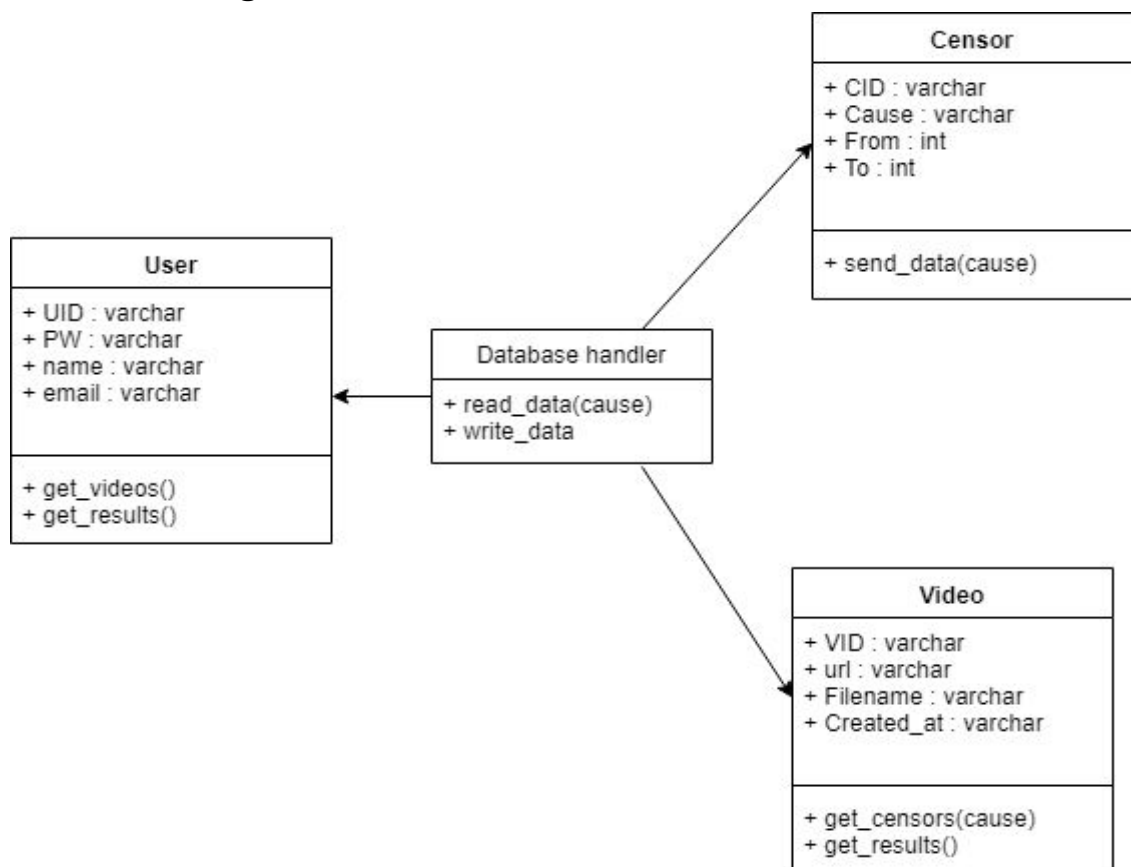 Censor
+ CID : varchar
+ Cause : varchar
+ From : int
+ To : int
+ send_data(cause)
User
+ UID : varchar
+ PW : varchar
+ name : varchar
+ email : varchar
+ get_videos()
+ get_results()
Database handler
+ read_data(cause)
+ write_data
Video
+ VID : varchar
+ url : varchar
+ Filename : varchar
+ Created_at : varchar
+ get_censors(cause)
+ get_results()